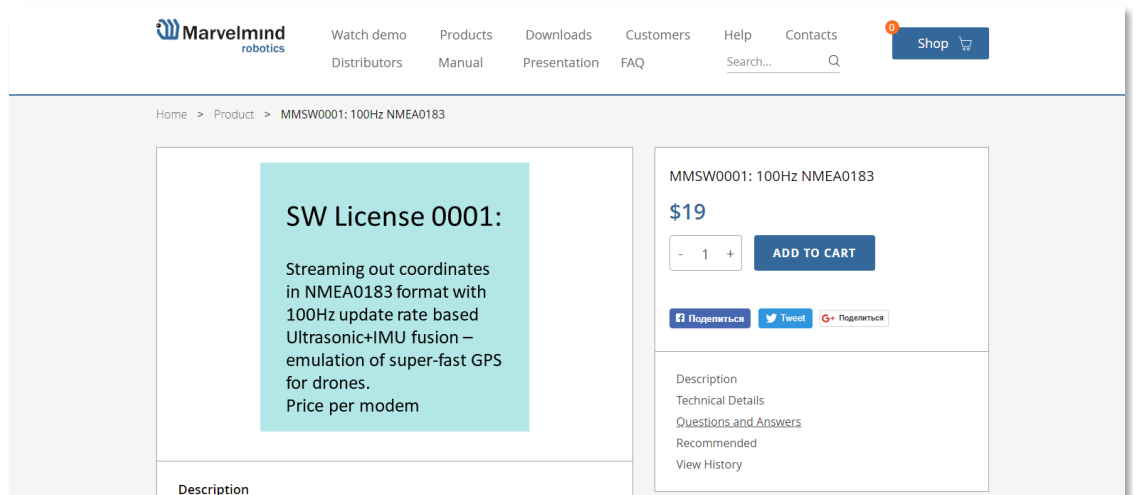 Marvelmind
robotics
Watch demo Products Downloads Customers Help Contacts
Distributors Manual Presentation FAQ Search...
0
Shop
Home > Product > MMSW0001: 100Hz NMEA0183
SW License 0001:
Streaming out coordinates
in NMEA0183 format with
100Hz update rate based
Ultrasonic+IMU fusion –
emulation of super-fast GPS
for drones.
Price per modem
Description
MMSW0001: 100Hz NMEA0183
$19
- 1 + ADD TO CART
Поделиться Tweet G+ Поделиться
Description
Technical Details
Questions and Answers
Recommended
View History